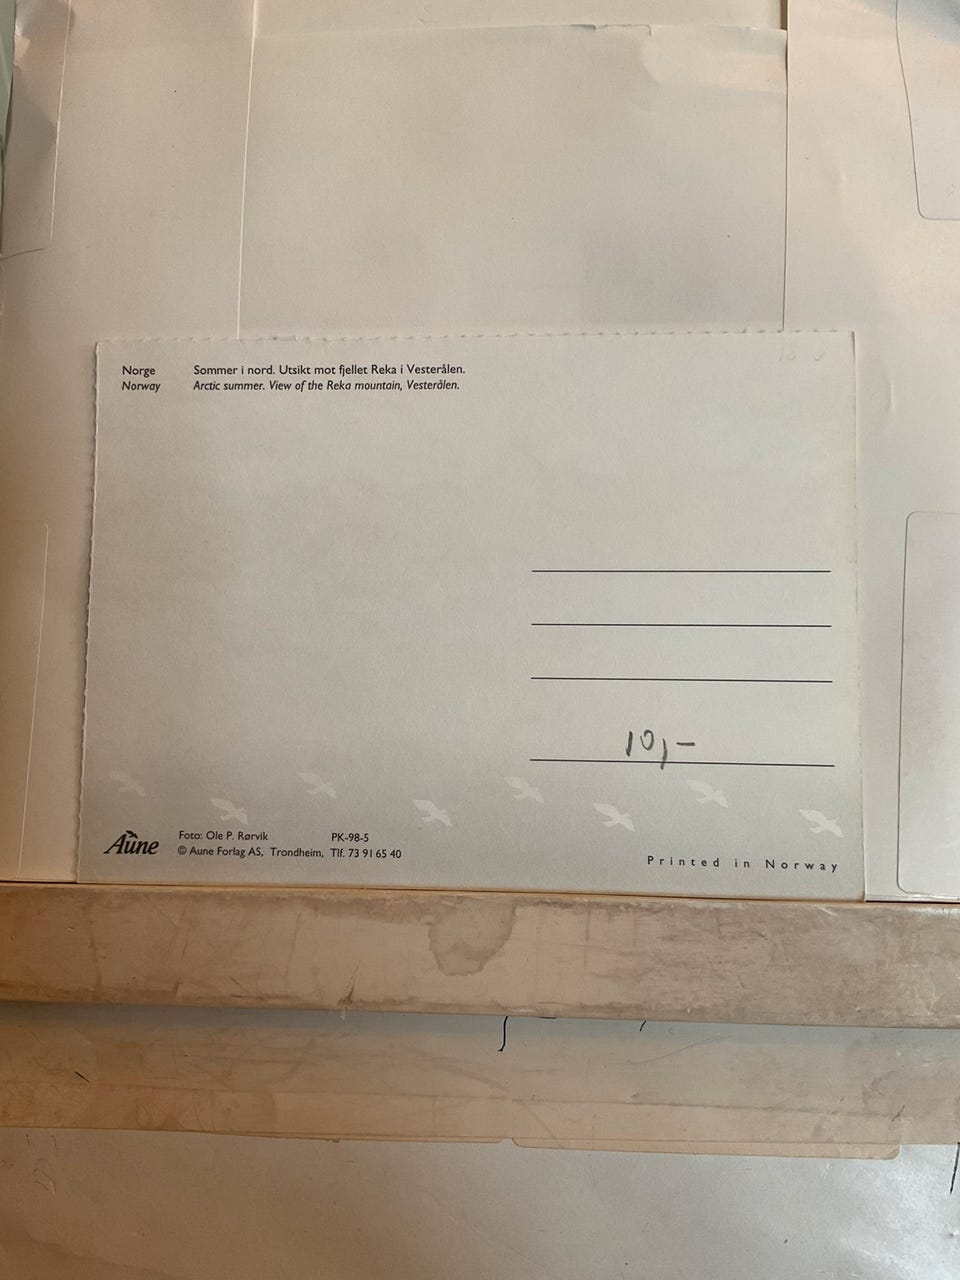 Norge Sommer i nord. Utsikt mot fjellet Reka i Vesterålen.
Norway Arctic summer. View of the Reka mountain, Vesterålen.
10,-
Aune
Foto: Ole P. Rørvik PK-98-5
© Aune Forlag AS, Trondheim, Tlf. 73 91 65 40
Printed in Norway